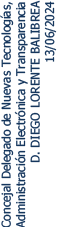 Concejal Delegado de Nuevas Tecnologías,
Administración Electrónica y Transparencia
D. DIEGO LORENTE BALIBREA
13/06/2024